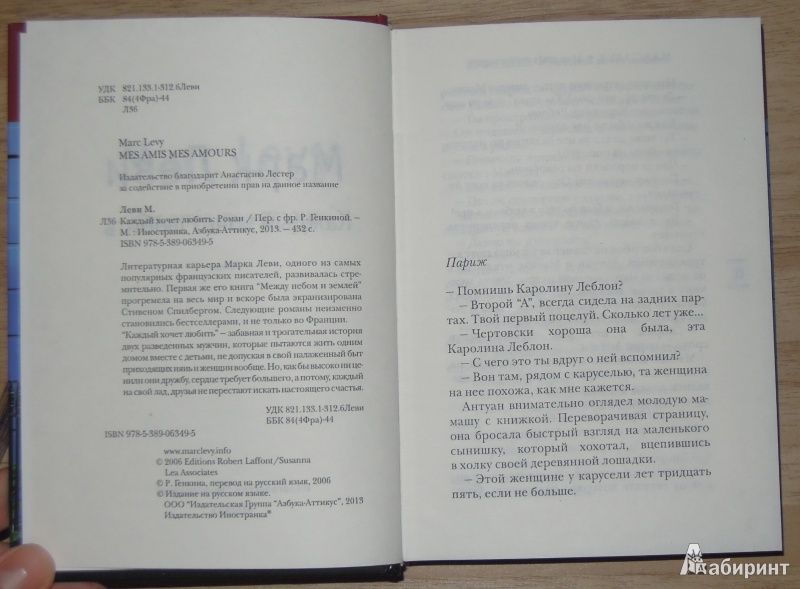 УДК 821.133.1-312.6Леви
ББК 84(4Фра)-44
Л36
Marc Levy
MES AMIS MES AMOURS
Издательство благодарит Анастасию Лестер
за содействие в приобретении прав на данное название
Леви М.
Л36 Каждый хочет любить: Роман / Пер. с фр. Р. Генкиной. –
М. : Иностранка, Азбука-Аттикус, 2013. – 432 с.
ISBN 978-5-389-06349-5
Литературная карьера Марка Леви, одного из самых
популярных французских писателей, развивалась стре-
мительно. Первая же его книга "Между небом и землей"
прогремела на весь мир и вскоре была экранизирована
Стивеном Спилбергом. Следующие романы неизменно
становились бестселлерами, и не только во Франции.
"Каждый хочет любить" – забавная и трогательная история
двух разведенных мужчин, которые пытаются жить одним
домом вместе с детьми, не допуская в свой налаженный быт
приходящих нянь и женщин вообще. Но, как бы высоко ни це-
нили они дружбу, сердце требует большего, а потому, каждый
на свой лад, друзья не перестают искать настоящего счастья.
УДК 821.133.1-312.6Леви
ББК 84(4Фра)-44
ISBN 978-5-389-06349-5
www.marclevy.info
© 2006 Editions Robert Laffont/Susanna
Lea Associates
© Р. Генкина, перевод на русский язык, 2006
© Издание на русском языке.
ООО "Издательская Группа "Азбука-Аттикус", 2013
Издательство Иностранка®
Париж
– Помнишь Каролину Леблон?
– Второй "А", всегда сидела на задних пар-
тах. Твой первый поцелуй. Сколько лет уже...
– Чертовски хороша она была, эта
Каролина Леблон.
– С чего это ты вдруг о ней вспомнил?
– Вон там, рядом с каруселью, та женщина
на нее похожа, как мне кажется.
Антуан внимательно оглядел молодую ма-
машу с книжкой. Переворачивая страницу,
она бросала быстрый взгляд на маленького
сынишку, который хохотал, вцепившись
в холку своей деревянной лошадки.
– Этой женщине у карусели лет тридцать
пять, если не больше.
Лабиринт